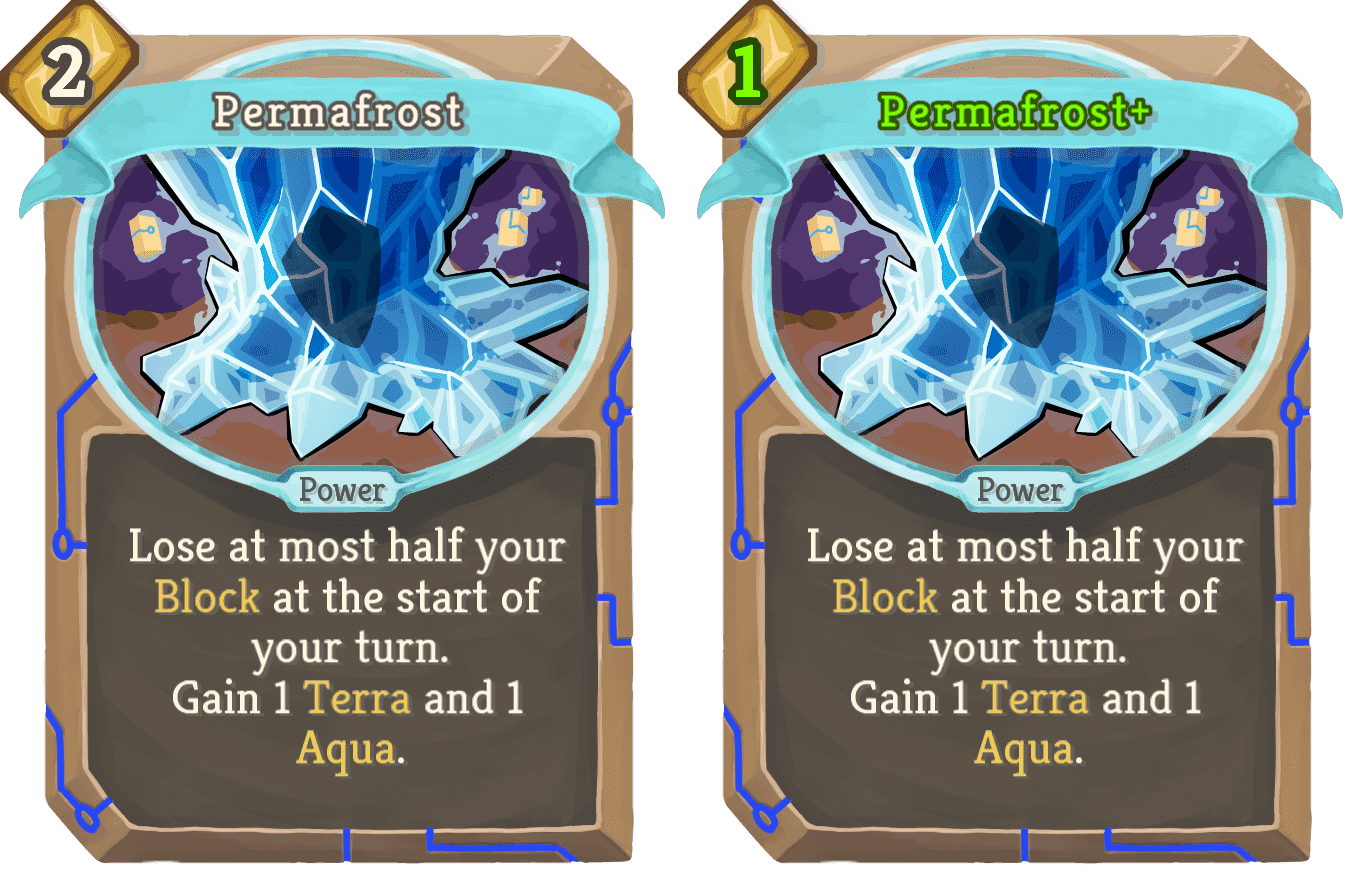 2
Permafrost
Power
Lose at most half your
Block at the start of
your turn.
Gain 1 Terra and 1
Aqua.
1
Permafrost+
Power
Lose at most half your
Block at the start of
your turn.
Gain 1 Terra and 1
Aqua.